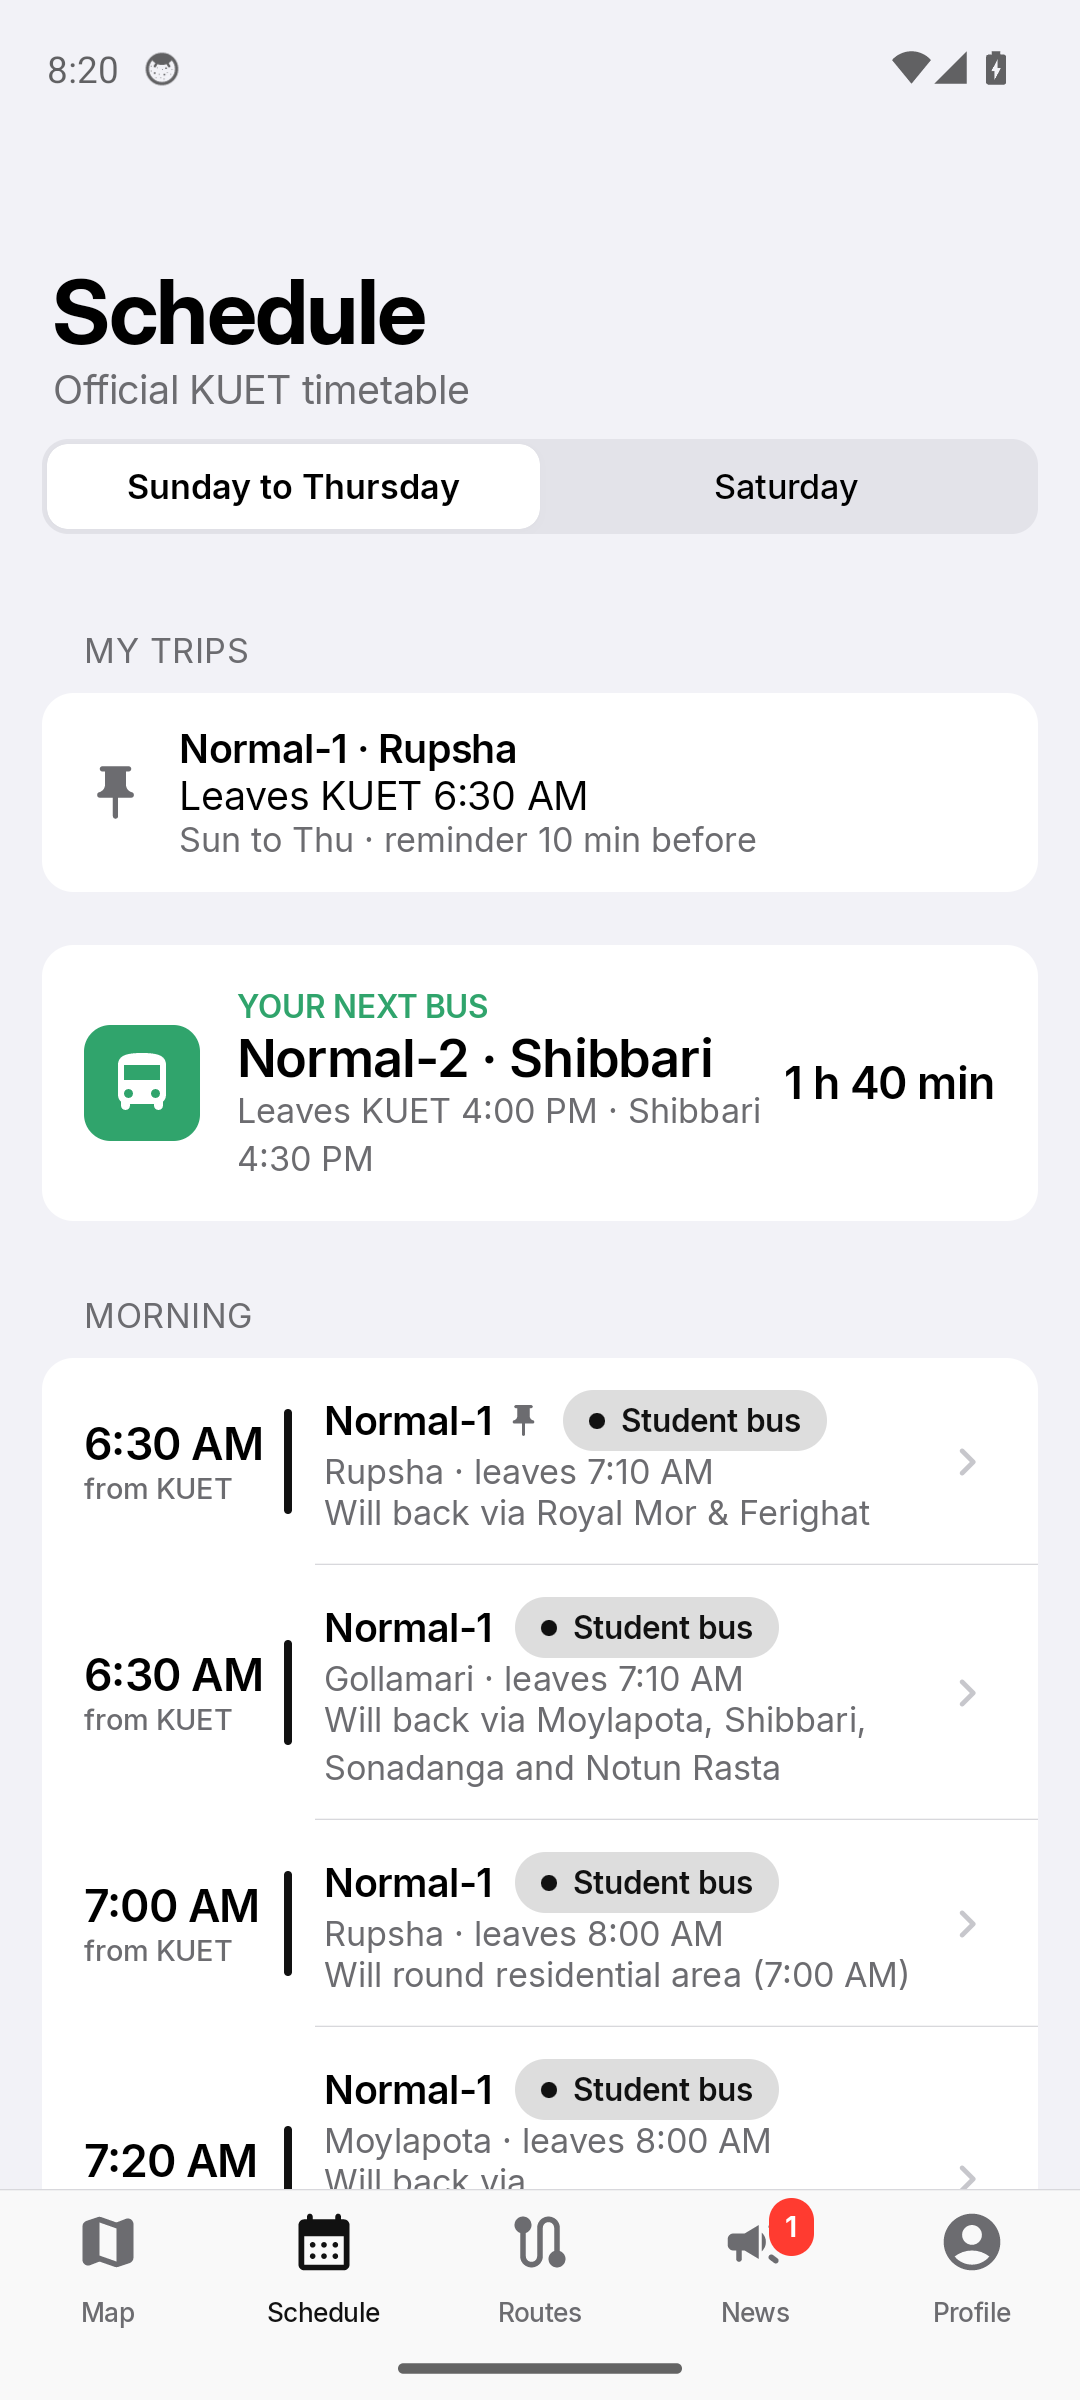 8:20
Schedule
Official KUET timetable
Sunday to Thursday
Saturday
MY TRIPS
Normal-1 · Rupsha
Leaves KUET 6:30 AM
Sun to Thu · reminder 10 min before
YOUR NEXT BUS
Normal-2 · Shibbari
Leaves KUET 4:00 PM · Shibbari
4:30 PM
1 h 40 min
MORNING
6:30 AM
from KUET
Normal-1
Student bus
Rupsha · leaves 7:10 AM
Will back via Royal Mor & Ferighat
6:30 AM
from KUET
Normal-1
Student bus
Gollamari · leaves 7:10 AM
Will back via Moylapota, Shibbari,
Sonadanga and Notun Rasta
7:00 AM
from KUET
Normal-1
Student bus
Rupsha · leaves 8:00 AM
Will round residential area (7:00 AM)
7:20 AM
Normal-1
Student bus
Moylapota · leaves 8:00 AM
Will back via
Map
Schedule
Routes
1
News
Profile